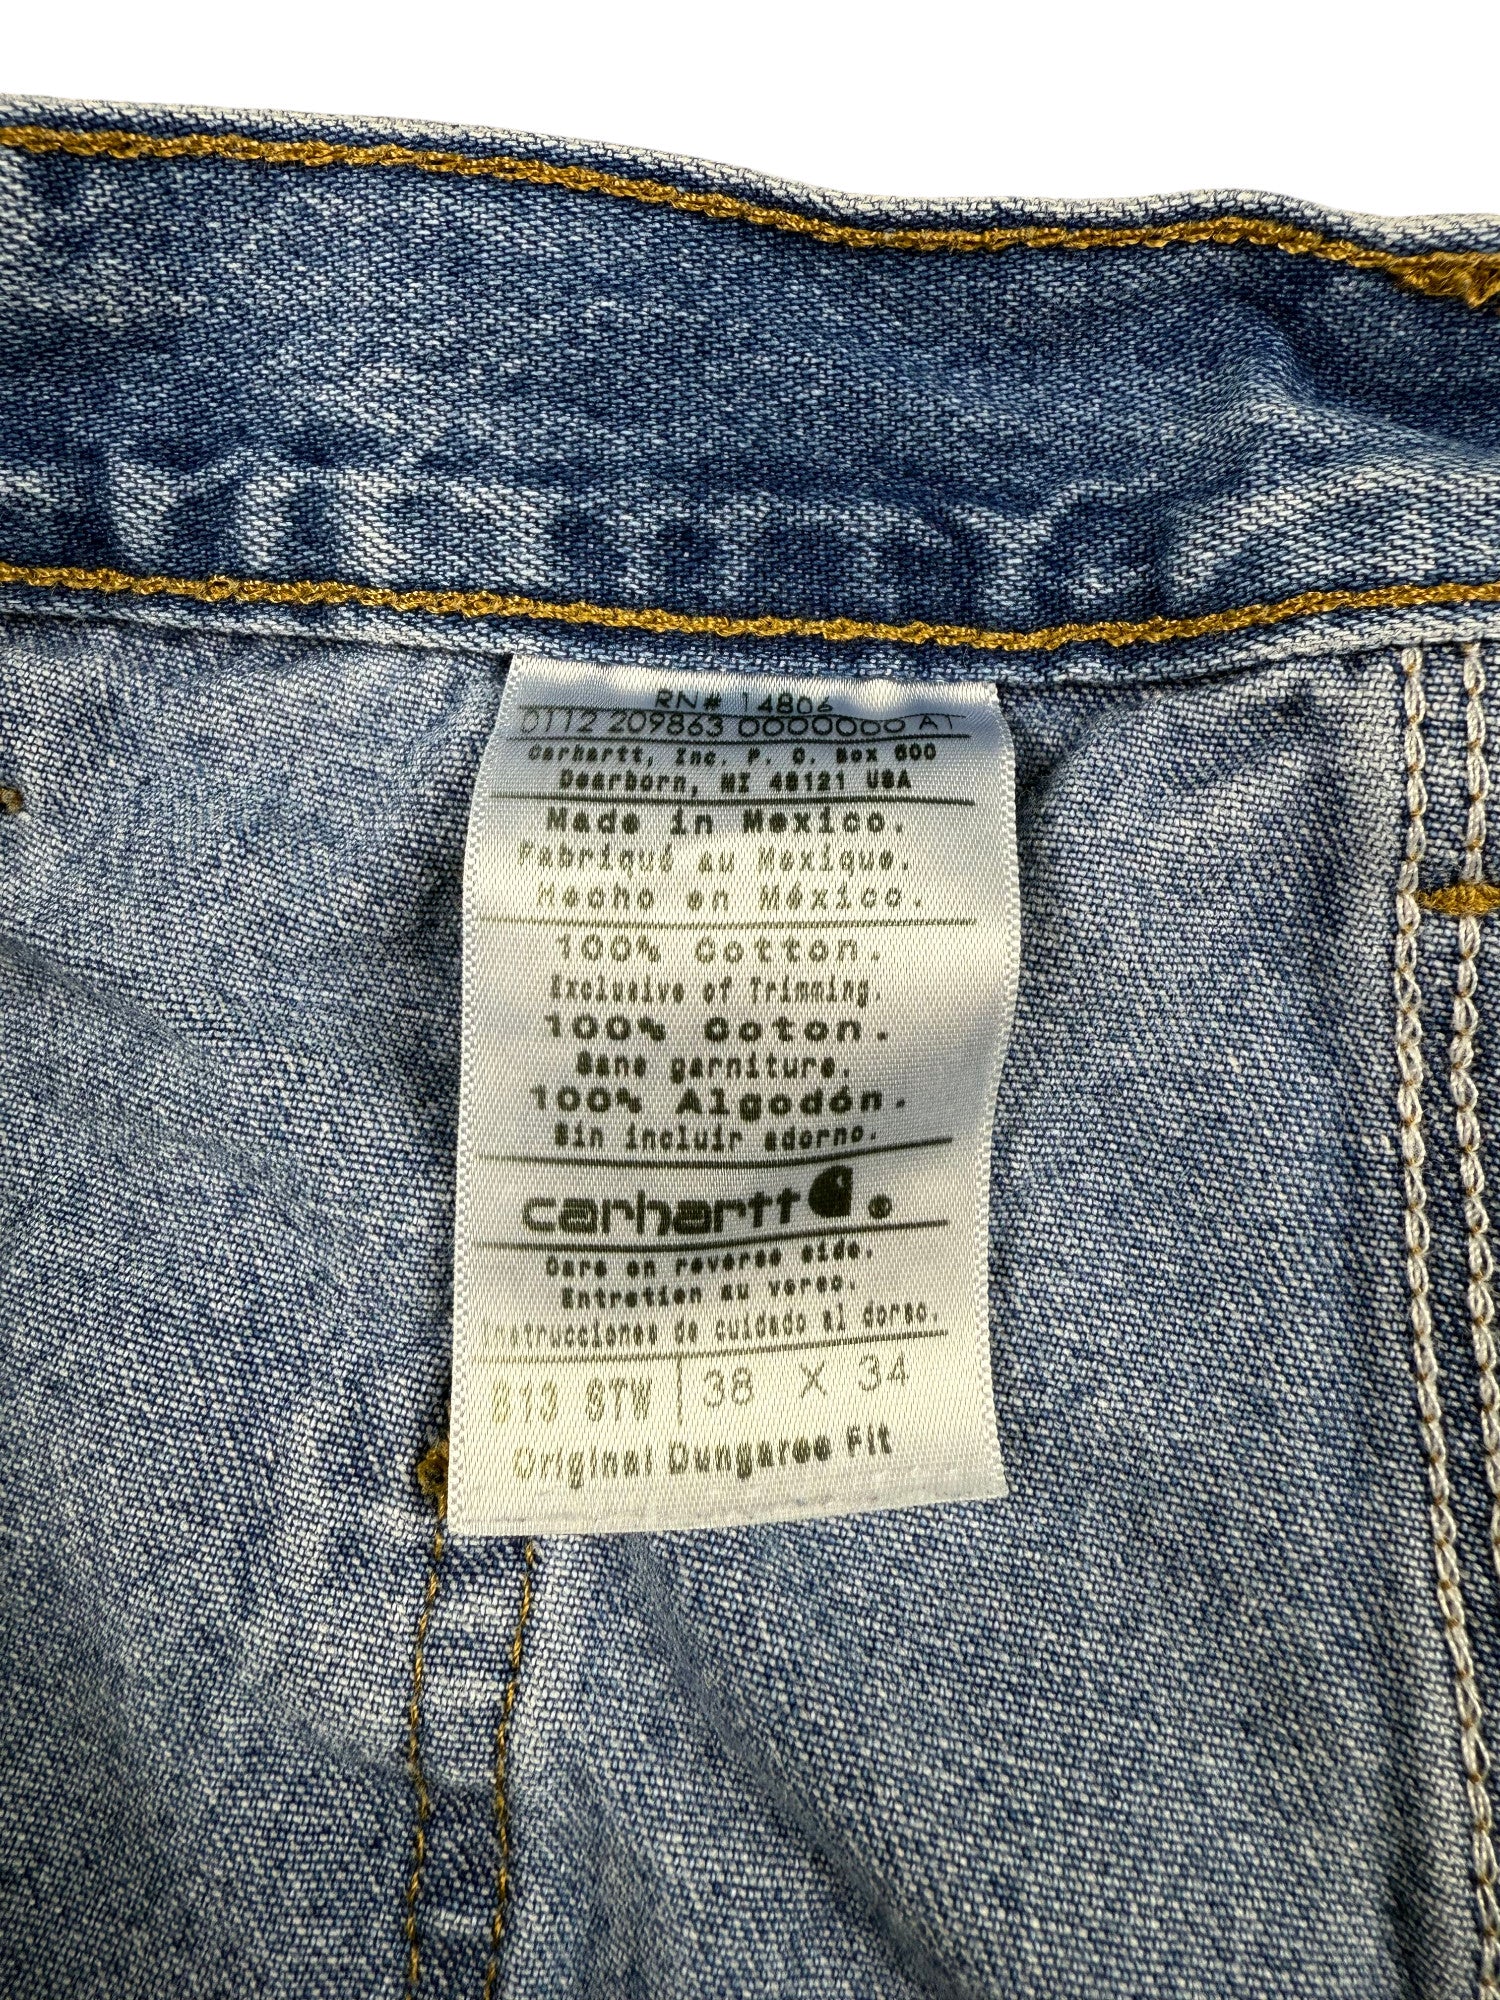 RN# 14806
0112 209863 0000000 A1
Carhartt, Inc. P. O. Box 600
Dearborn, MI 48121 USA
Made in Mexico.
Fabriqué au Mexique.
Hecho en México.
100% Cotton.
Exclusive of Trimming.
100% Coton.
Sans garniture.
100% Algodón.
Sin incluir adorno.
carhartt ®
Care on reverse side.
Entretien au verso.
Instrucciones de cuidado al dorso.
B13 STW 38 X 34
Original Dungaree Fit